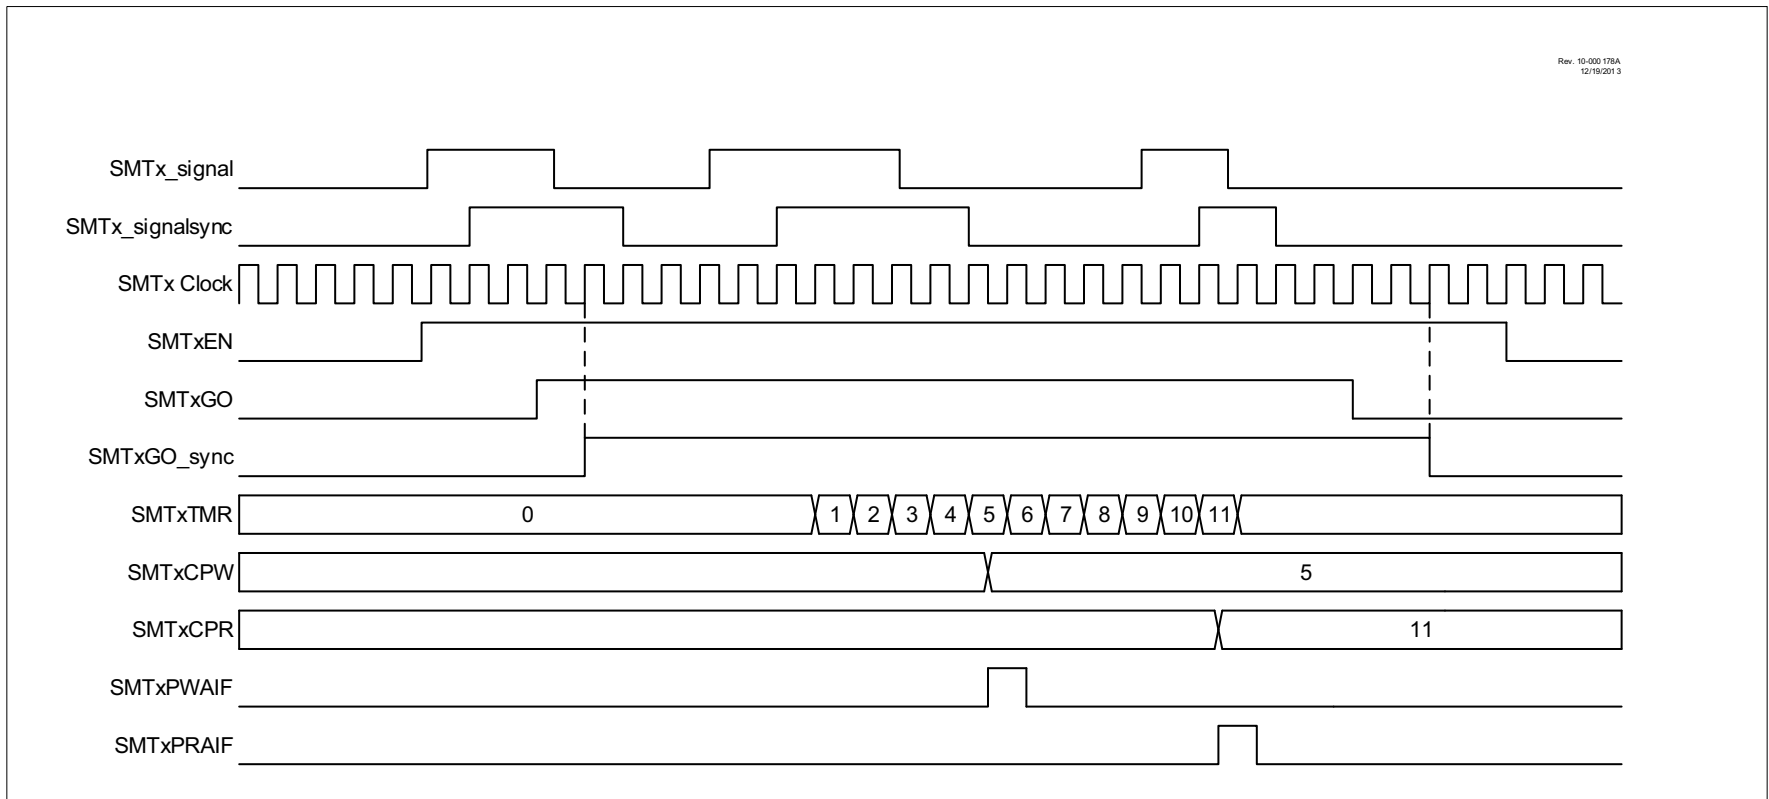 Rev. 10-000 178A
12/19/201 3
SMTx_signal
SMTx_signalsync
SMTx Clock
SMTxEN
SMTxGO
SMTxGO_sync
SMTxTMR 0 1 2 3 4 5 6 7 8 9 10 11
SMTxCPW 5
SMTxCPR 11
SMTxPWAIF
SMTxPRAIF